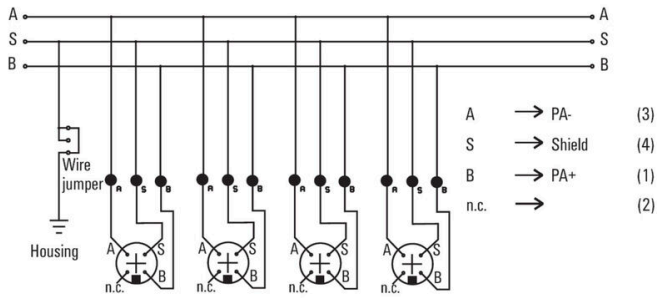 A A
S S
B B
A → PA- (3)
S → Shield (4)
B → PA+ (1)
n.c. → (2)
Wire
jumper
A S B A S B A S B A S B
Housing
A S A S A S A S
B B B B
n.c. n.c. n.c. n.c.